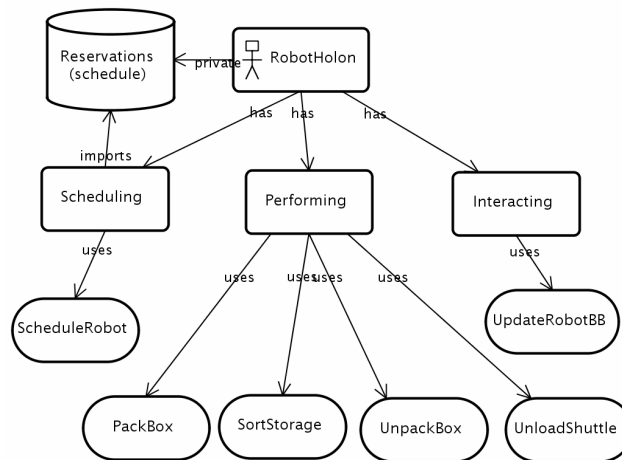 Reservations
(schedule)
private
RobotHolon
has
has
has
imports
Scheduling
Performing
Interacting
uses
uses
uses
uses
uses
uses
ScheduleRobot
UpdateRobotBB
PackBox
SortStorage
UnpackBox
UnloadShuttle